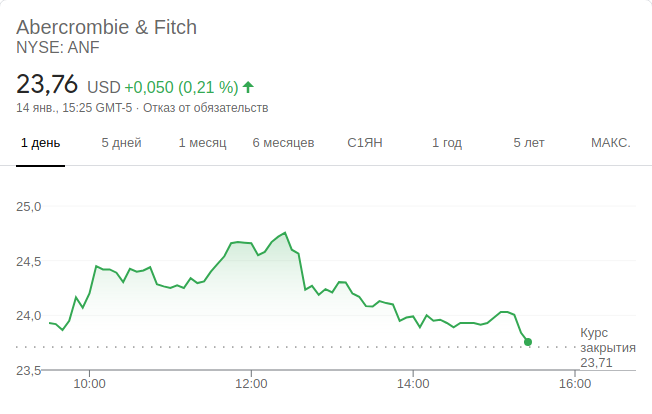 Abercrombie & Fitch
NYSE: ANF
23,76 USD +0,050 (0,21 %)
14 янв., 15:25 GMT-5 · Отказ от обязательств
1 день 5 дней 1 месяц 6 месяцев С1ЯН 1 год 5 лет МАКС.
25,0
24,5
24,0
Курс
закрытия
23,71
23,5
10:00 12:00 14:00 16:00